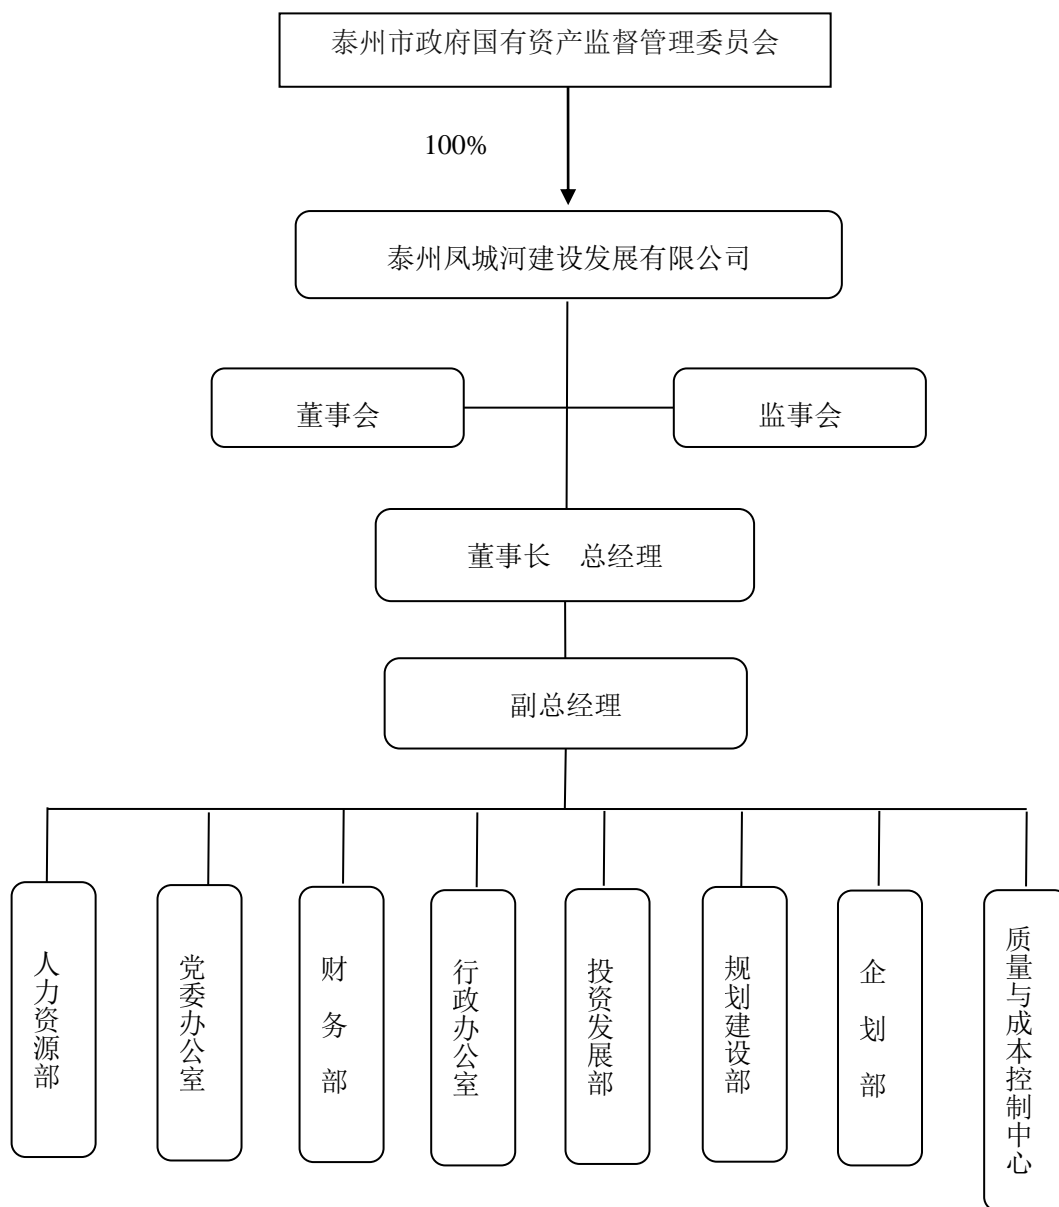 泰州市政府国有资产监督管理委员会
100%
泰州凤城河建设发展有限公司
董事会
监事会
董事长　总经理
副总经理
人力资源部
党委办公室
财务部
行政办公室
投资发展部
规划建设部
企划部
质量与成本控制中心